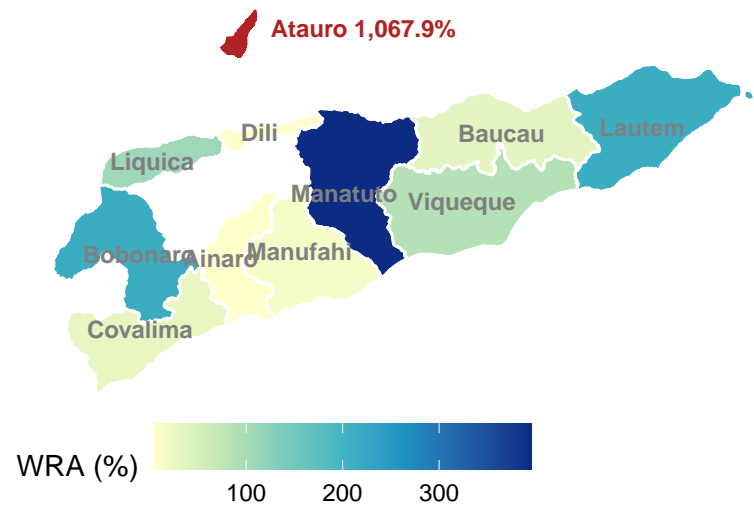 Atauro 1,067.9%
Dili
Baucau
Lautem
Liquica
Manatuto
Viqueque
Bobonaro
Ainaro
Manufahi
Covalima
WRA (%)
100
200
300